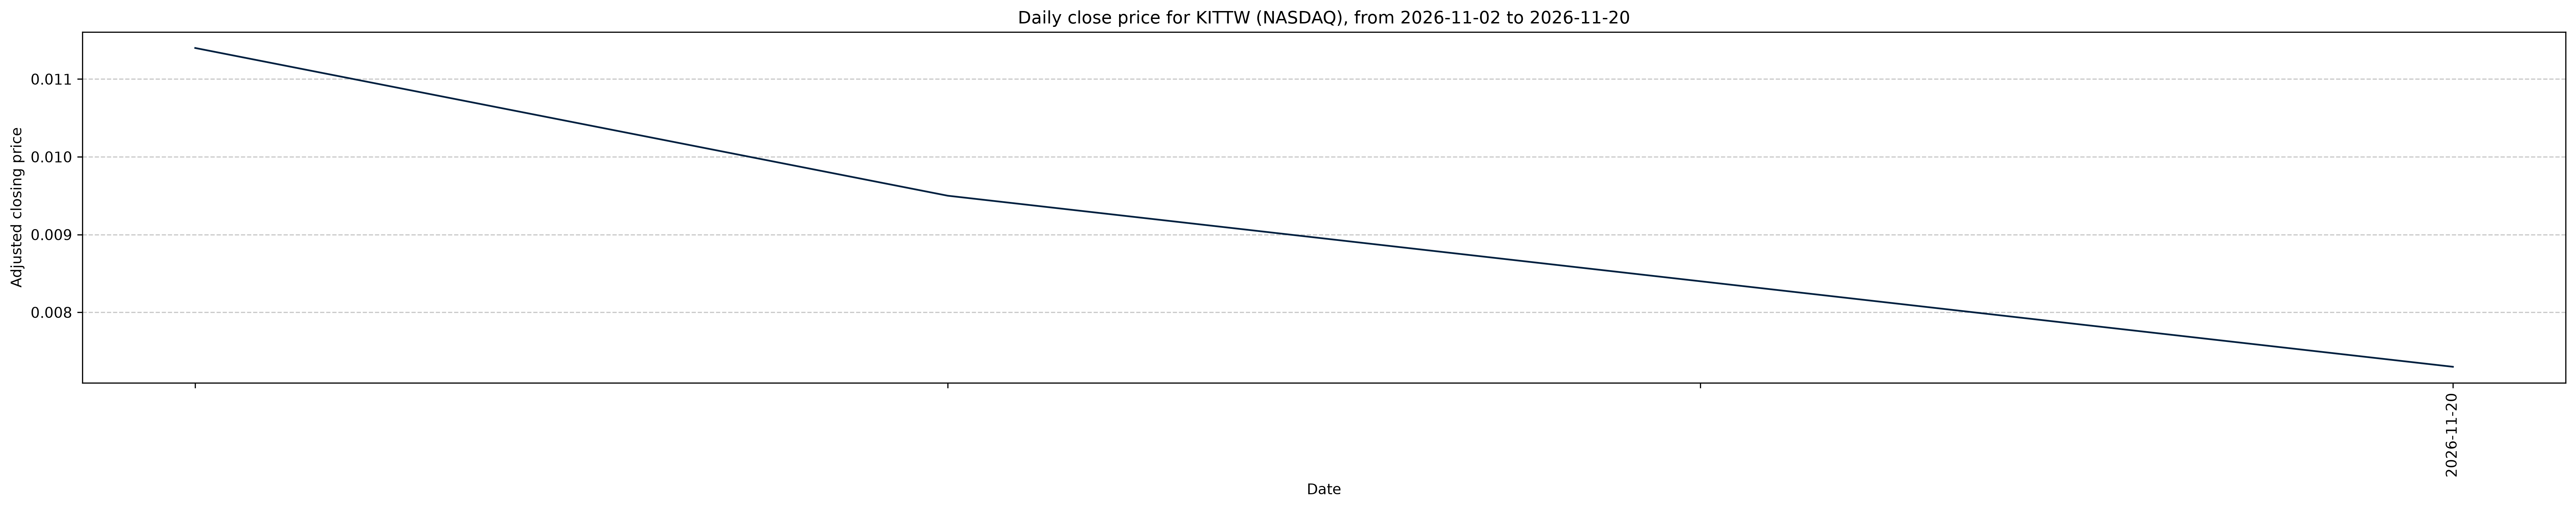 Daily close price for KITTW (NASDAQ), from 2026-11-02 to 2026-11-20
Adjusted closing price
0.011
0.010
0.009
0.008
2026-11-20
Date